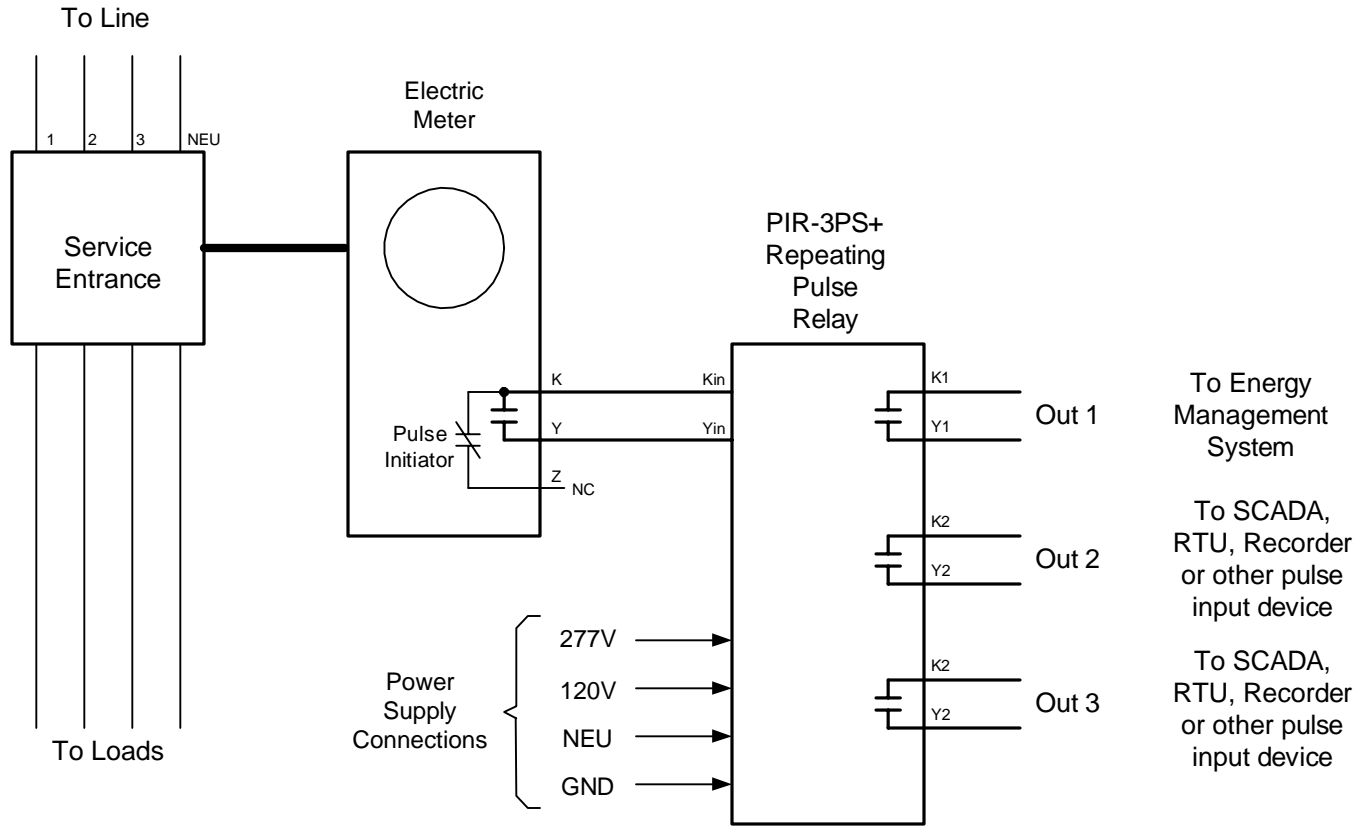 To Line
1
2
3
NEU
Service
Entrance
To Loads
Electric
Meter
Pulse
Initiator
K
Y
Z
NC
PIR-3PS+
Repeating
Pulse
Relay
Kin
Yin
K1
Y1
Out 1
To Energy
Management
System
K2
Y2
Out 2
To SCADA,
RTU, Recorder
or other pulse
input device
K2
Y2
Out 3
To SCADA,
RTU, Recorder
or other pulse
input device
Power
Supply
Connections
277V
120V
NEU
GND